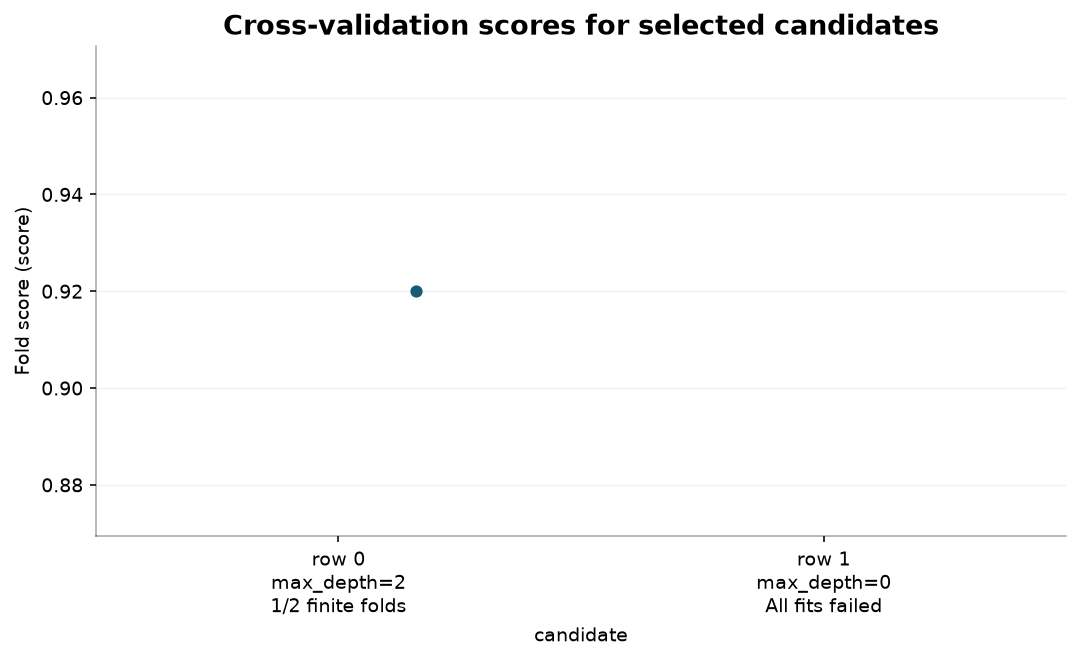 Cross-validation scores for selected candidates
Fold score (score)
0.96
0.94
0.92
0.90
0.88
row 0
max_depth=2
1/2 finite folds
row 1
max_depth=0
All fits failed
candidate